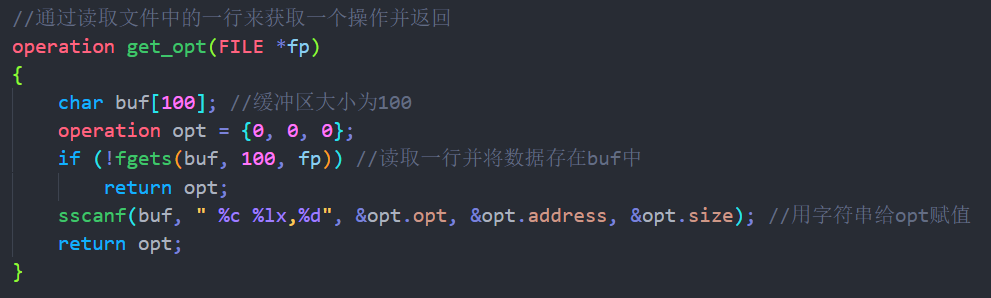 //通过读取文件中的一行来获取一个操作并返回
operation get_opt(FILE *fp)
{
    char buf[100]; //缓冲区大小为100
    operation opt = {0, 0, 0};
    if (!fgets(buf, 100, fp)) //读取一行并将数据存在buf中
        return opt;
    sscanf(buf, " %c %lx,%d", &opt.opt, &opt.address, &opt.size); //用字符串给opt赋值
    return opt;
}